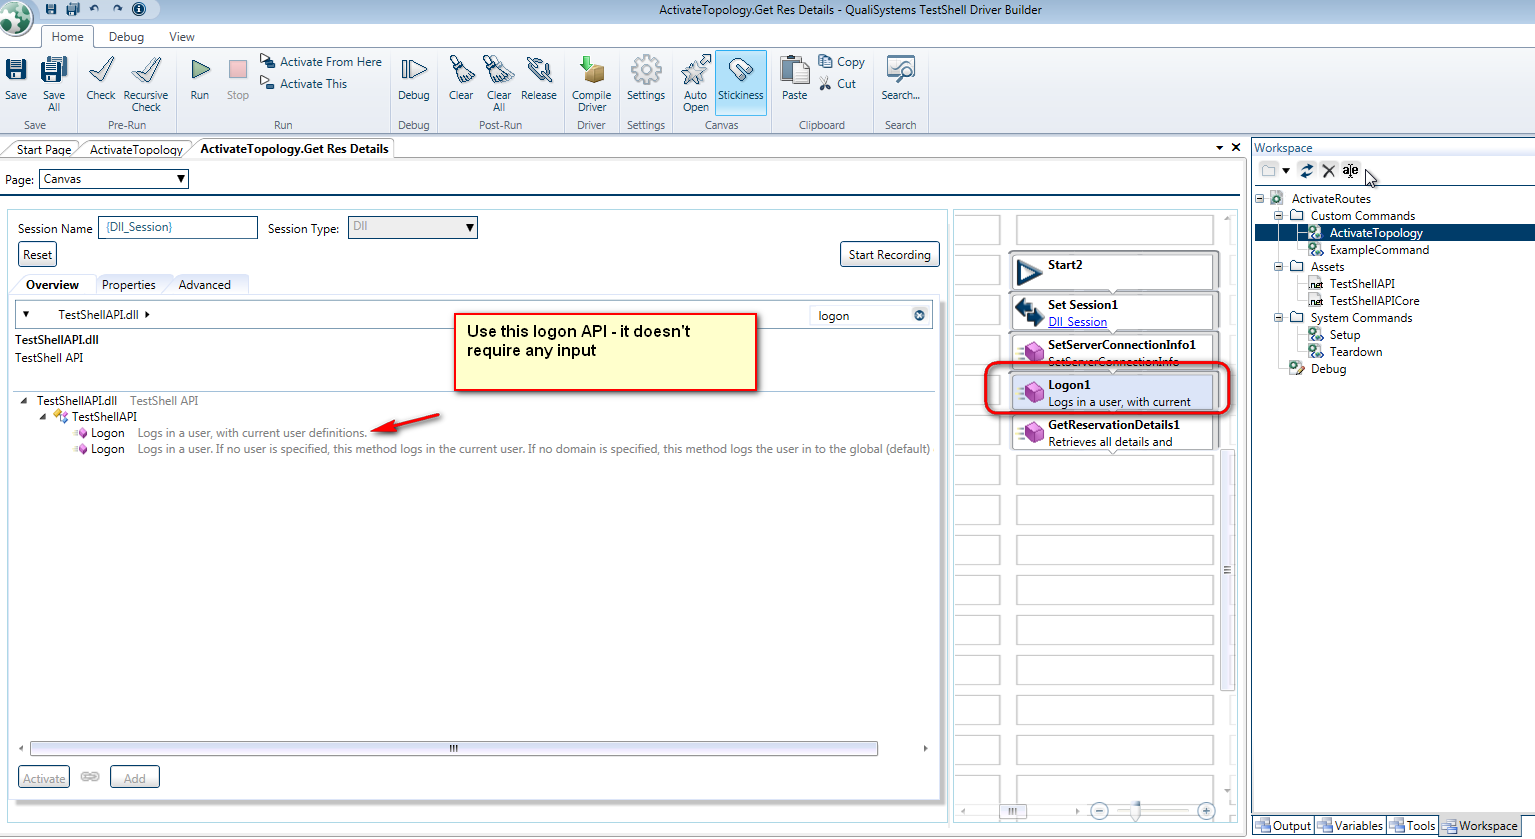 ActivateTopology.Get Res Details - QualiSystems TestShell Driver Builder
Home Debug View
Save
Save All
Save
Check
Recursive Check
Pre-Run
Run
Stop
Activate From Here
Activate This
Run
Debug
Debug
Clear
Clear All
Release
Post-Run
Compile Driver
Driver
Settings
Settings
Auto Open
Stickiness
Canvas
Paste
Copy
Cut
Clipboard
Search...
Search
Start Page ActivateTopology ActivateTopology.Get Res Details
Page: Canvas
Session Name {Dll_Session} Session Type: Dll
Reset Start Recording
Overview Properties Advanced
TestShellAPI.dll logon
TestShellAPI.dll
TestShell API
Use this logon API - it doesn't
require any input
TestShellAPI.dll TestShell API
TestShellAPI
Logon Logs in a user, with current user definitions.
Logon Logs in a user. If no user is specified, this method logs in the current user. If no domain is specified, this method logs the user in to the global (default)
Activate Add
Start2
Set Session1
Dll_Session
SetServerConnectionInfo1
SetServerConnectionInfo
Logon1
Logs in a user, with current
GetReservationDetails1
Retrieves all details and
Workspace
ActivateRoutes
Custom Commands
ActivateTopology
ExampleCommand
Assets
.net TestShellAPI
.net TestShellAPICore
System Commands
Setup
Teardown
Debug
Output Variables Tools Workspace